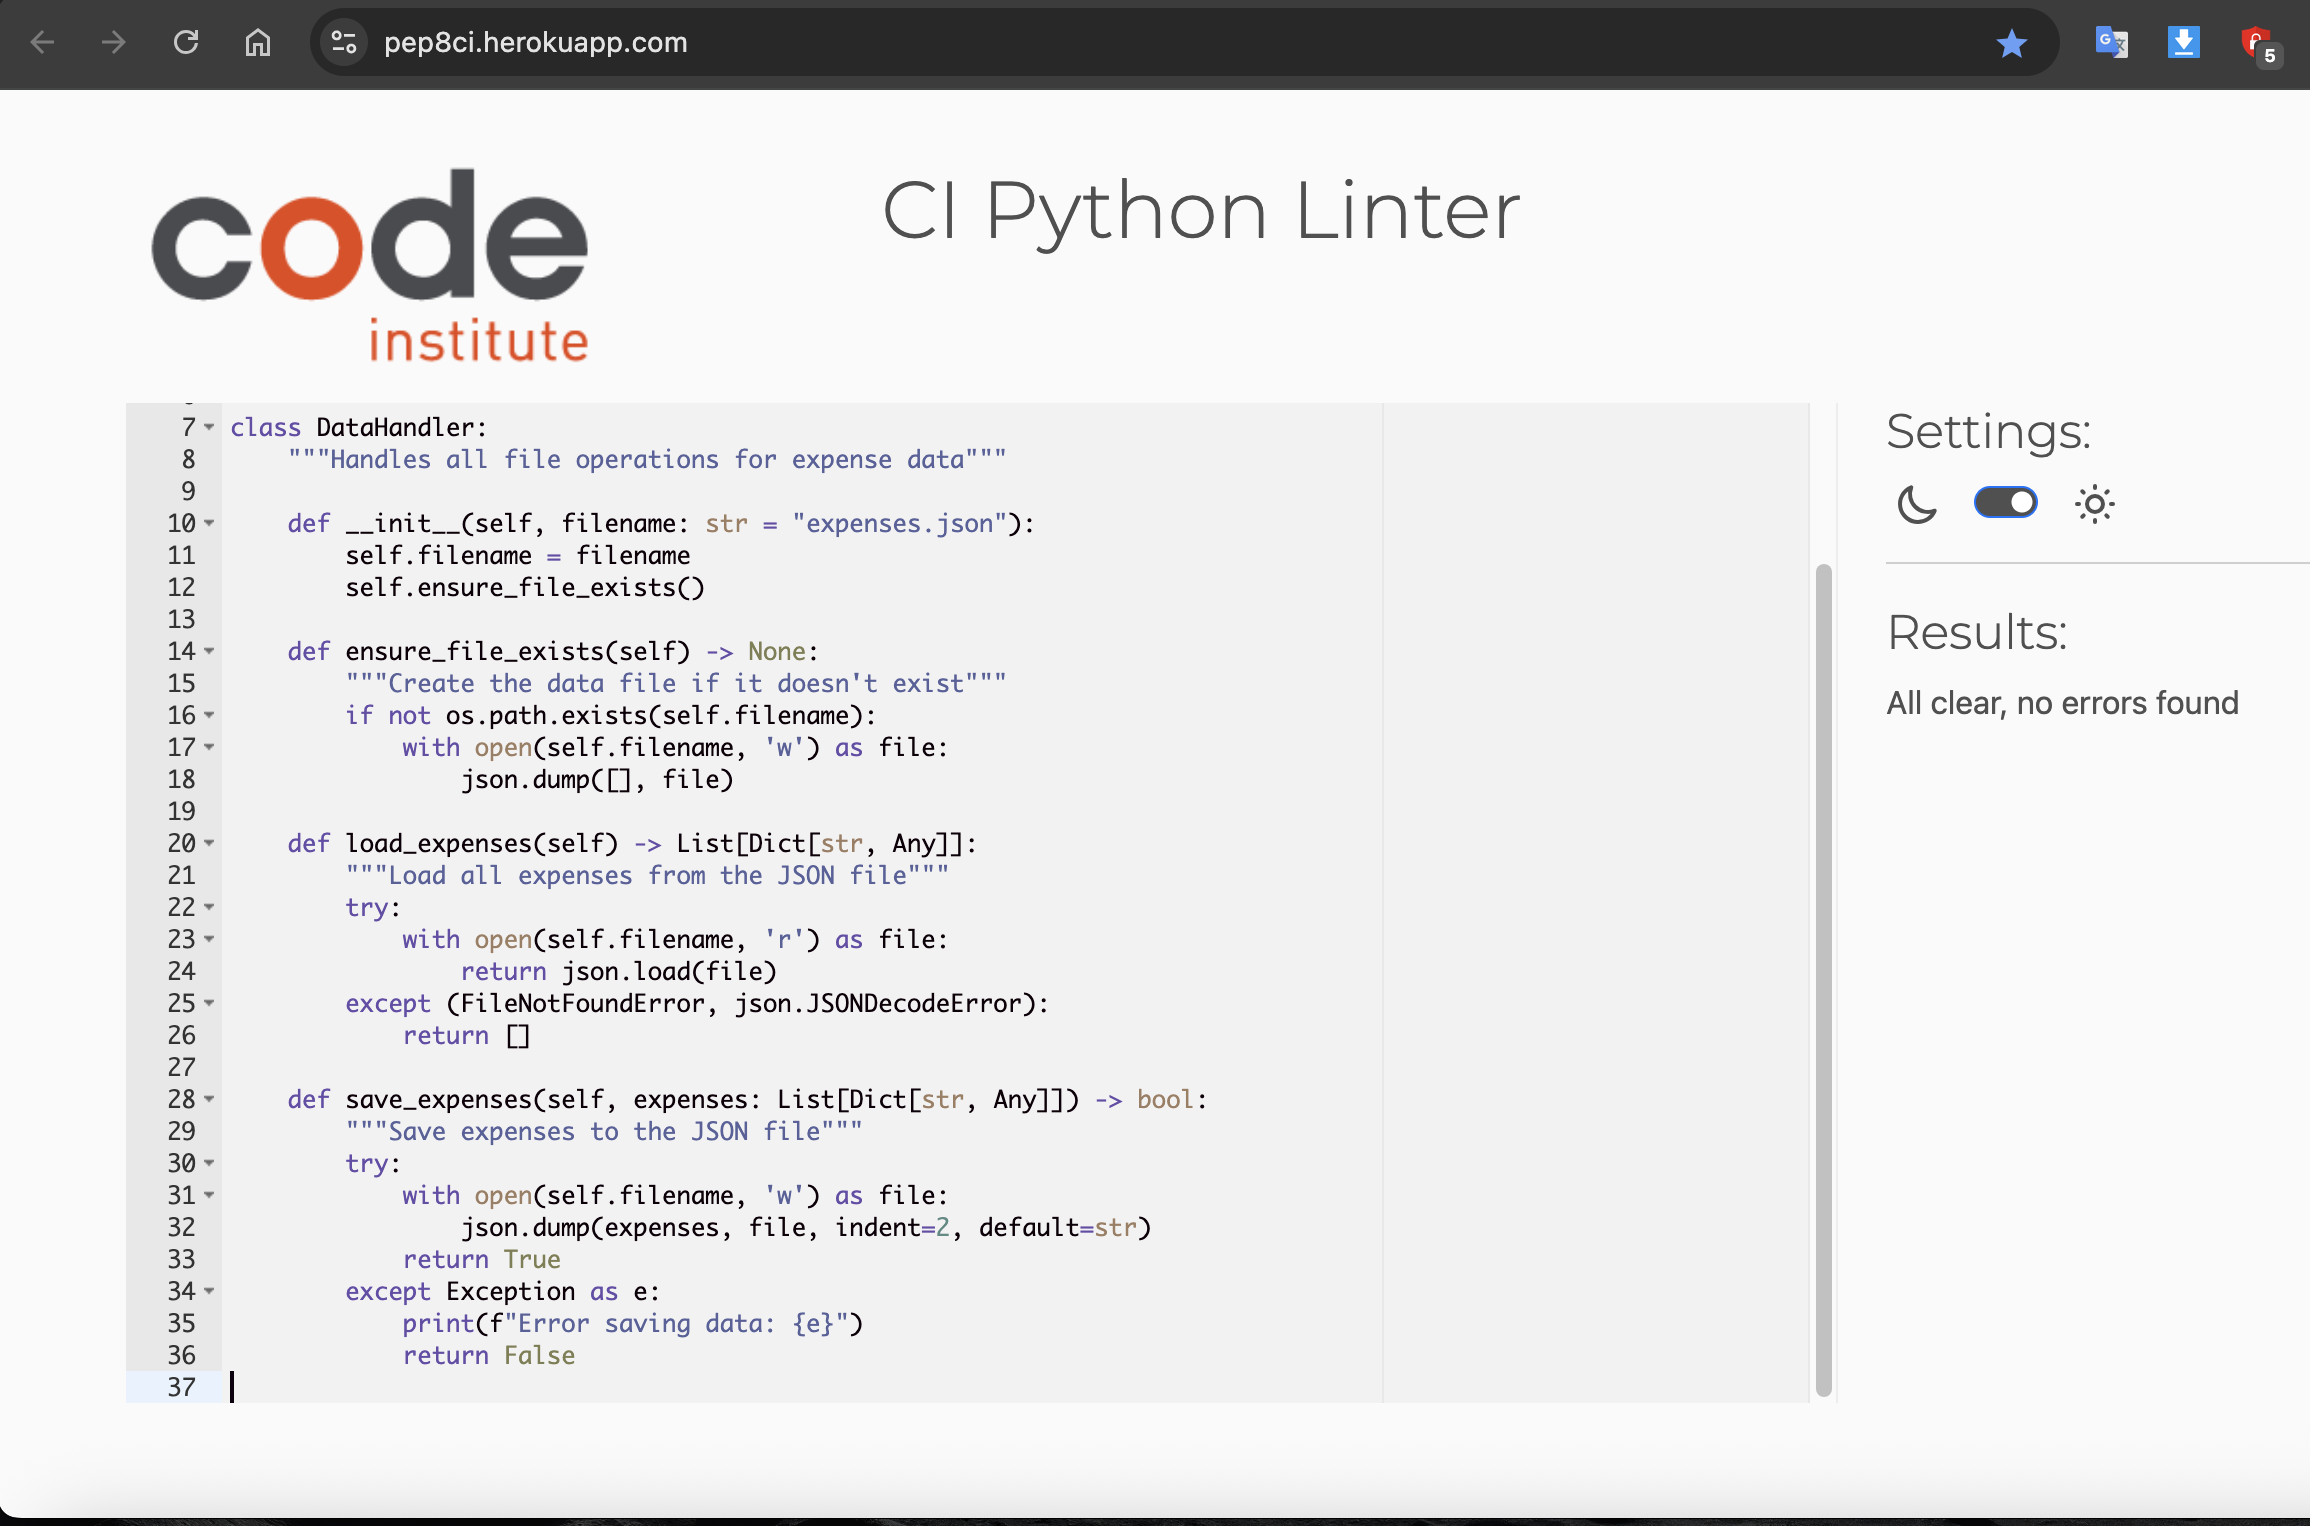 pep8ci.herokuapp.com
5
code
institute
CI Python Linter
7 class DataHandler:
8     """Handles all file operations for expense data"""
9
10     def __init__(self, filename: str = "expenses.json"):
11         self.filename = filename
12         self.ensure_file_exists()
13
14     def ensure_file_exists(self) -> None:
15         """Create the data file if it doesn't exist"""
16         if not os.path.exists(self.filename):
17             with open(self.filename, 'w') as file:
18                 json.dump([], file)
19
20     def load_expenses(self) -> List[Dict[str, Any]]:
21         """Load all expenses from the JSON file"""
22         try:
23             with open(self.filename, 'r') as file:
24                 return json.load(file)
25         except (FileNotFoundError, json.JSONDecodeError):
26             return []
27
28     def save_expenses(self, expenses: List[Dict[str, Any]]) -> bool:
29         """Save expenses to the JSON file"""
30         try:
31             with open(self.filename, 'w') as file:
32                 json.dump(expenses, file, indent=2, default=str)
33             return True
34         except Exception as e:
35             print(f"Error saving data: {e}")
36             return False
37
Settings:
Results:
All clear, no errors found